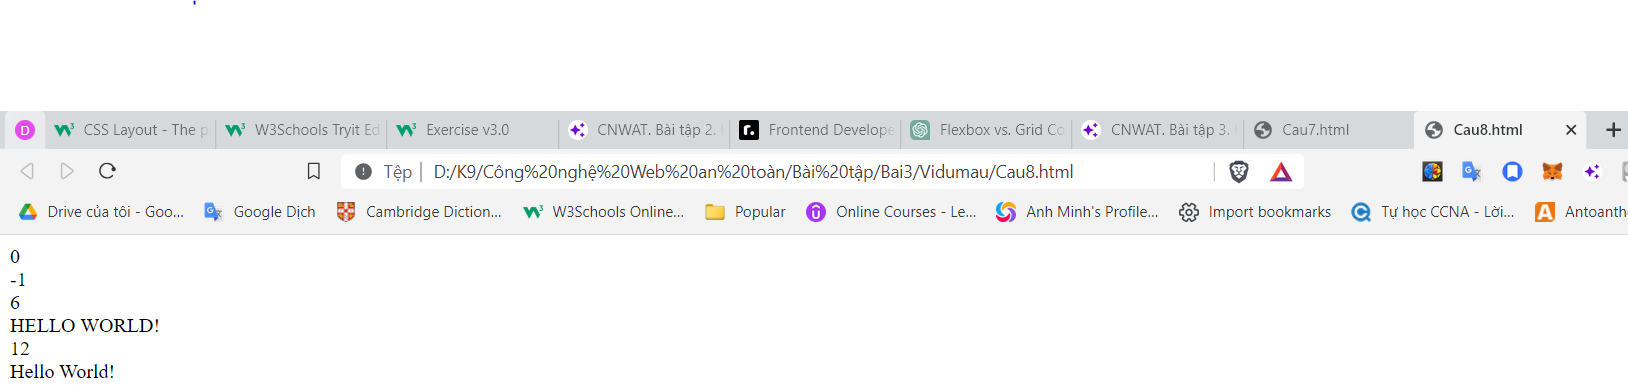 D CSS Layout - The p W3Schools Tryit Ed Exercise v3.0 CNWAT. Bài tập 2. Frontend Develope Flexbox vs. Grid Co CNWAT. Bài tập 3. Cau7.html Cau8.html
Tệp D:/K9/Công%20nghệ%20Web%20an%20toàn/Bài%20tập/Bai3/Vidumau/Cau8.html
Drive của tôi - Goo... Google Dịch Cambridge Diction... W3Schools Online... Popular Online Courses - Le... Anh Minh's Profile... Import bookmarks Tự học CCNA - Lời... Antoanth
0
-1
6
HELLO WORLD!
12
Hello World!